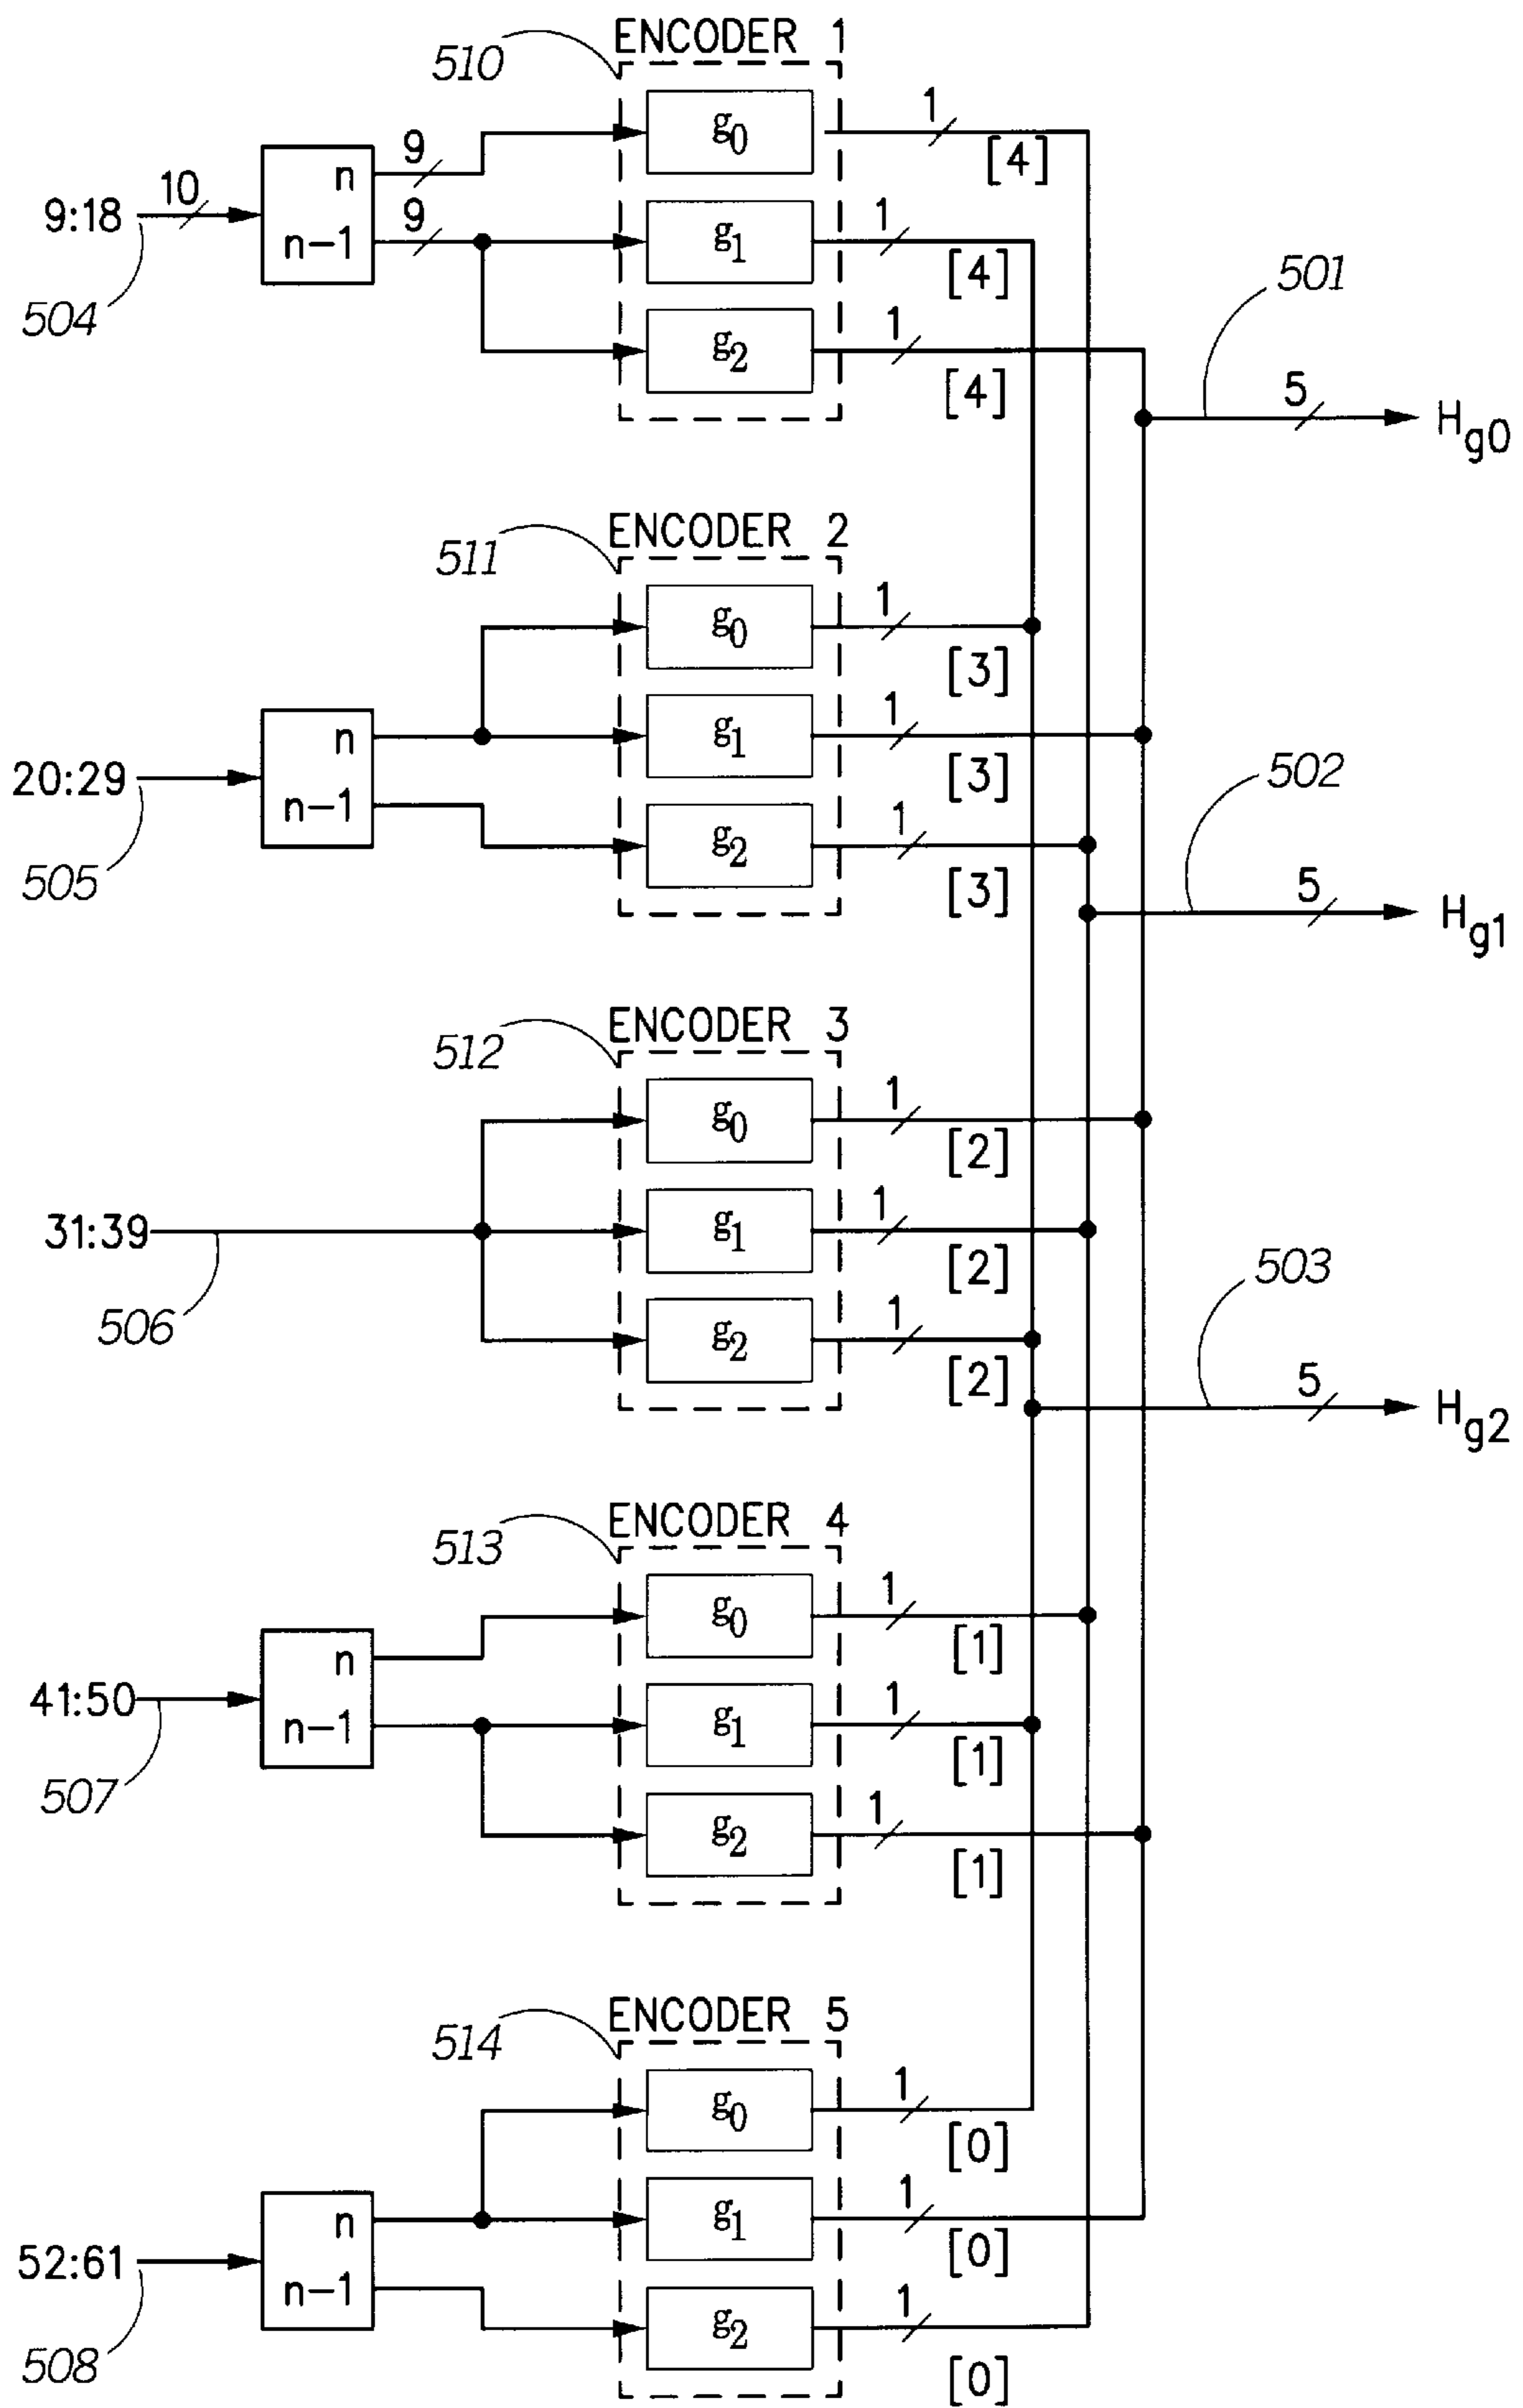 ENCODER 1
510
g0
1
[4]
9
n
10
9:18
9
n-1
504
g1
1
[4]
g2
1
[4]
501
5
Hg0
ENCODER 2
511
g0
1
[3]
n
20:29
n-1
505
g1
1
[3]
g2
1
[3]
502
5
Hg1
ENCODER 3
512
g0
1
[2]
31:39
506
g1
1
[2]
g2
1
[2]
503
5
Hg2
ENCODER 4
513
g0
1
[1]
n
41:50
n-1
507
g1
1
[1]
g2
1
[1]
ENCODER 5
514
g0
1
[0]
n
52:61
n-1
508
g1
1
[0]
g2
1
[0]